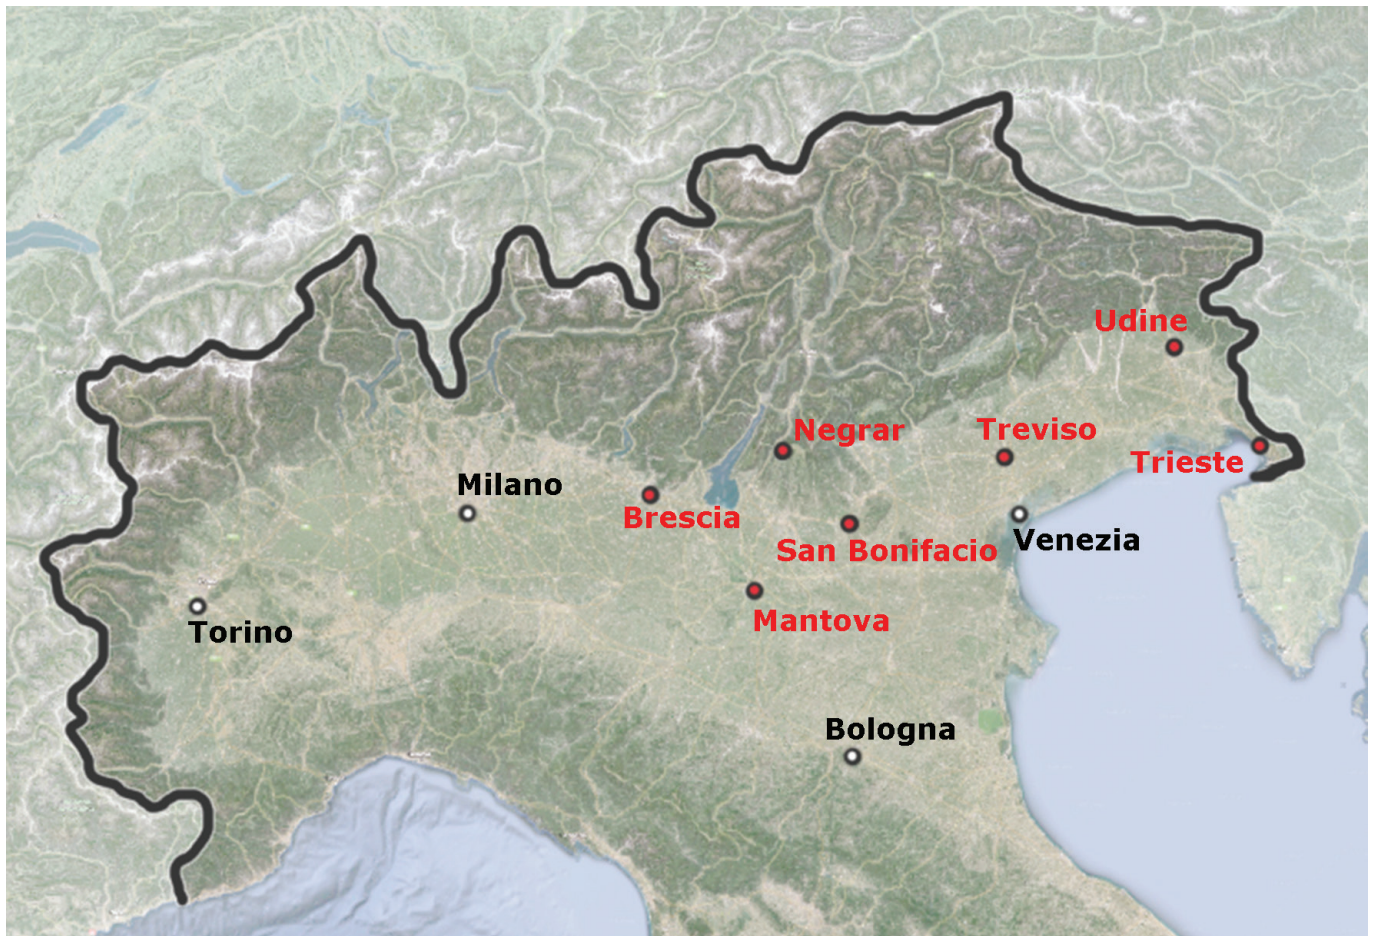 Udine
Negrar
Treviso
Trieste
Milano
Brescia
San Bonifacio
Venezia
Mantova
Torino
Bologna